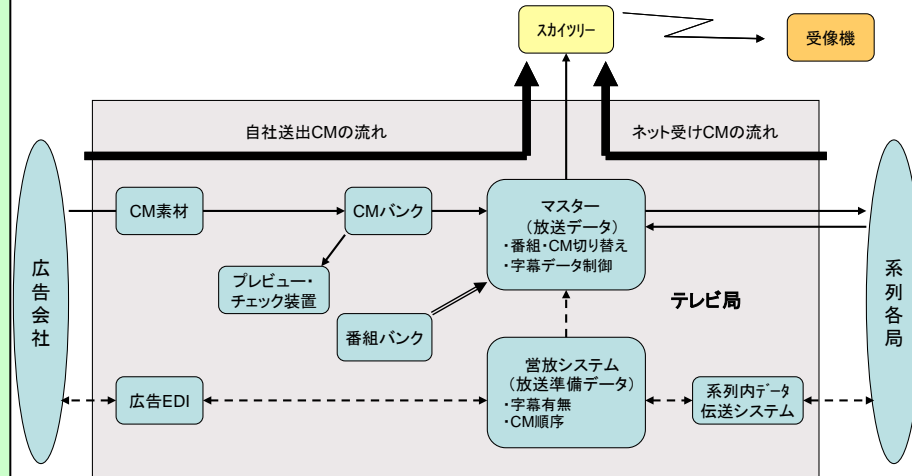 スカイツリー
受像機
自社送出CMの流れ
ネット受けCMの流れ
CM素材
CMバンク
マスター
(放送データ)
・番組・CM切り替え
・字幕データ制御
プレビュー・
チェック装置
広告会社
系列各局
テレビ局
番組バンク
営放システム
(放送準備データ)
・字幕有無
・CM順序
広告EDI
系列内データ
伝送システム